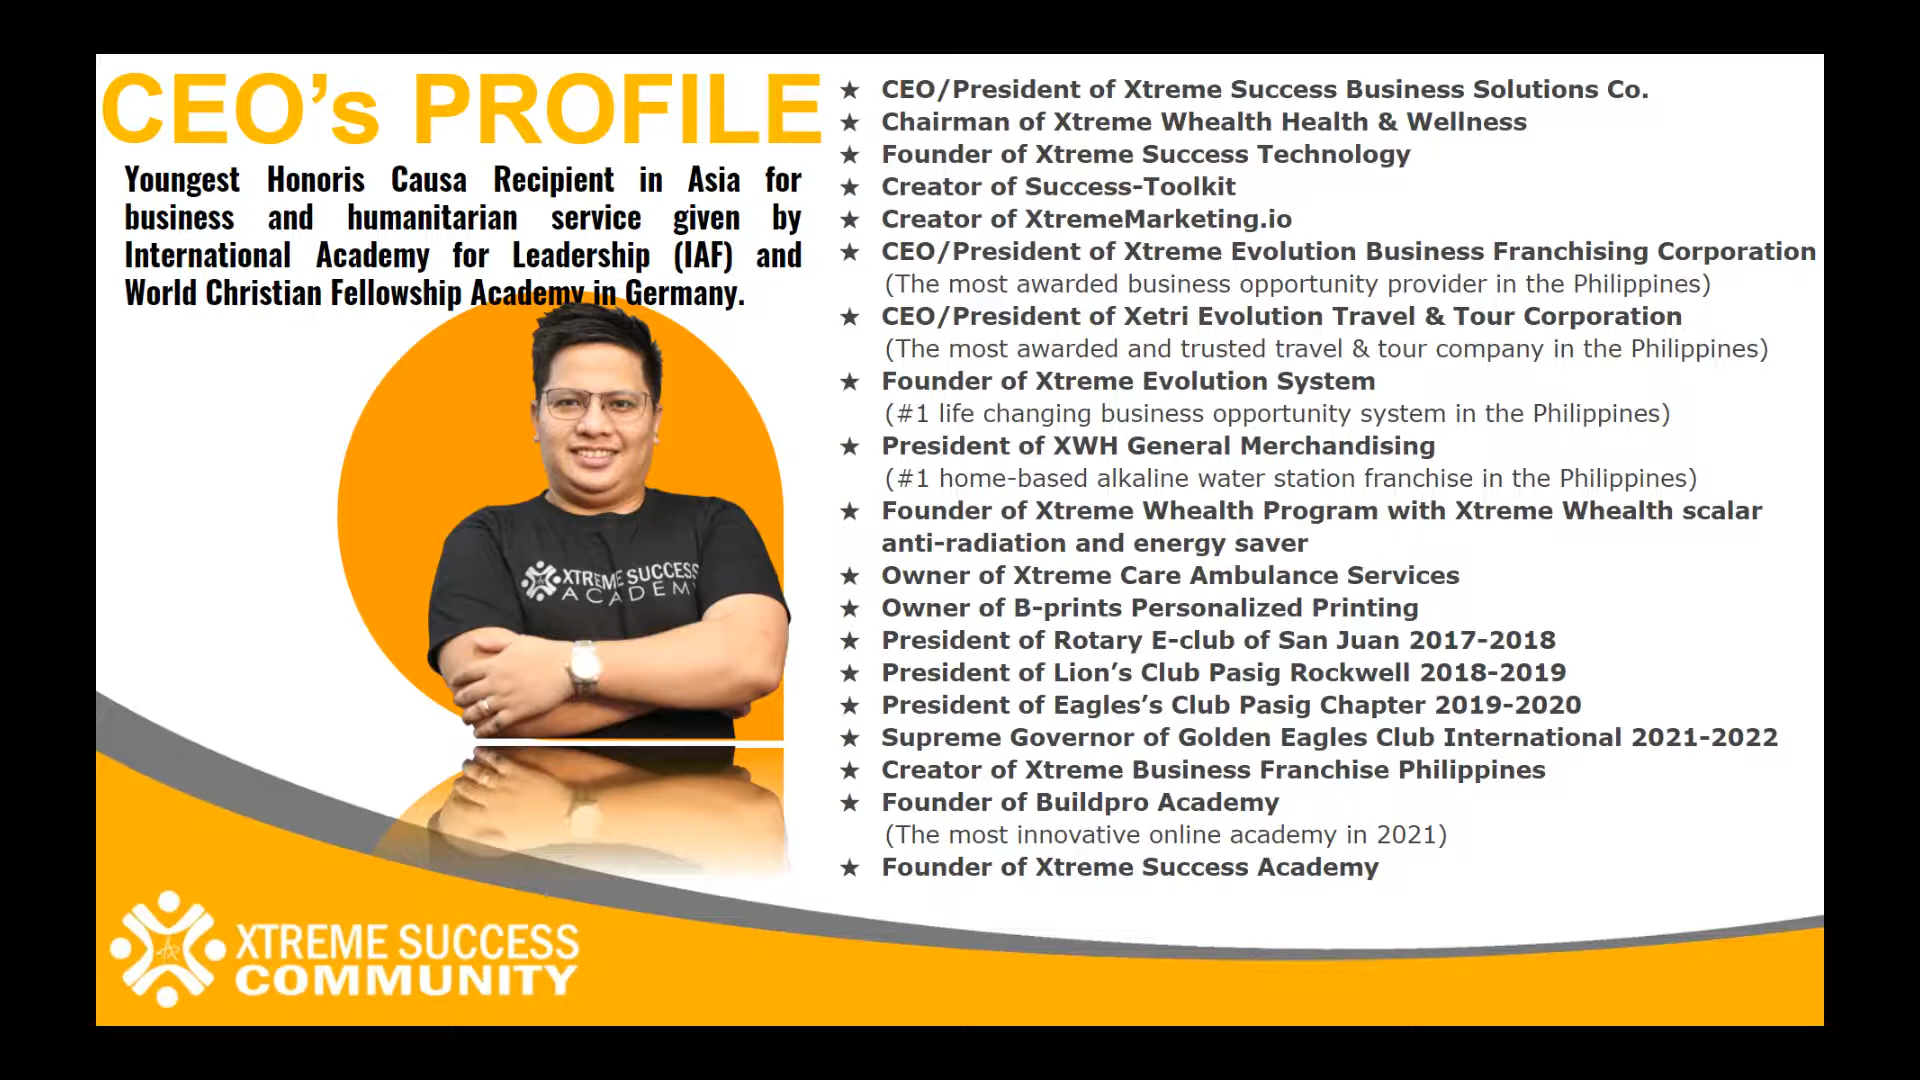 CEO's PROFILE
Youngest Honoris Causa Recipient in Asia for
business and humanitarian service given by
International Academy for Leadership (IAF) and
World Christian Fellowship Academy in Germany.
XTREME SUCCESS
ACADEMY
★ CEO/President of Xtreme Success Business Solutions Co.
★ Chairman of Xtreme Whealth Health & Wellness
★ Founder of Xtreme Success Technology
★ Creator of Success-Toolkit
★ Creator of XtremeMarketing.io
★ CEO/President of Xtreme Evolution Business Franchising Corporation
(The most awarded business opportunity provider in the Philippines)
★ CEO/President of Xetri Evolution Travel & Tour Corporation
(The most awarded and trusted travel & tour company in the Philippines)
★ Founder of Xtreme Evolution System
(#1 life changing business opportunity system in the Philippines)
★ President of XWH General Merchandising
(#1 home-based alkaline water station franchise in the Philippines)
★ Founder of Xtreme Whealth Program with Xtreme Whealth scalar
anti-radiation and energy saver
★ Owner of Xtreme Care Ambulance Services
★ Owner of B-prints Personalized Printing
★ President of Rotary E-club of San Juan 2017-2018
★ President of Lion's Club Pasig Rockwell 2018-2019
★ President of Eagles's Club Pasig Chapter 2019-2020
★ Supreme Governor of Golden Eagles Club International 2021-2022
★ Creator of Xtreme Business Franchise Philippines
★ Founder of Buildpro Academy
(The most innovative online academy in 2021)
★ Founder of Xtreme Success Academy
XTREME SUCCESS
COMMUNITY